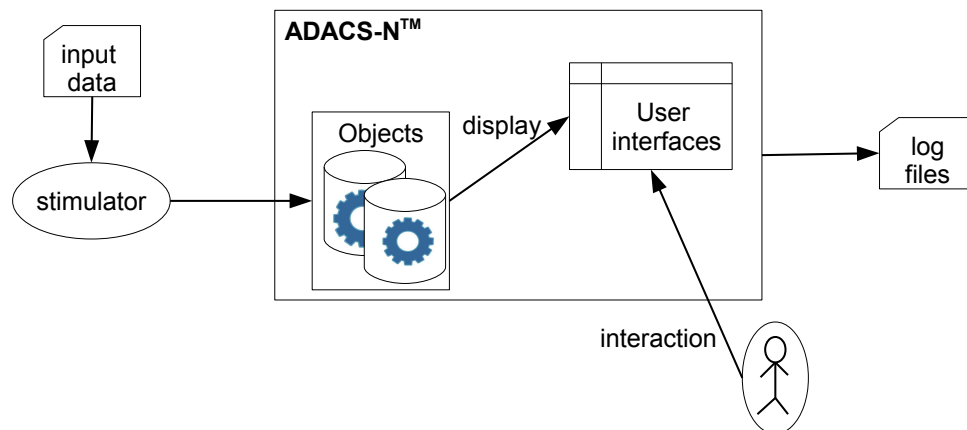 ADACS-N™
input
data
stimulator
Objects
display
User
interfaces
log
files
interaction